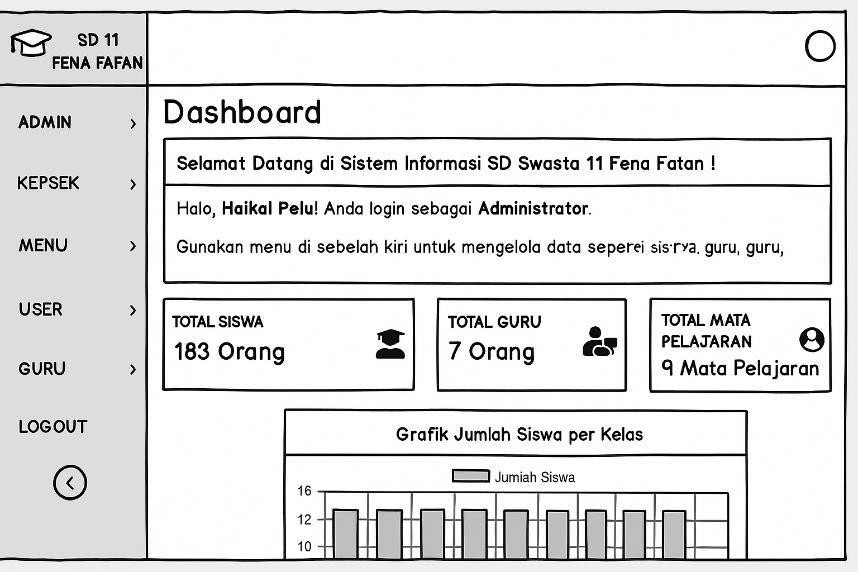 SD 11
FENA FAFAN
ADMIN
KEPSEK
MENU
USER
GURU
LOGOUT
Dashboard
Selamat Datang di Sistem Informasi SD Swasta 11 Fena Fatan !
Halo, Haikal Pelu! Anda login sebagai Administrator.
Gunakan menu di sebelah kiri untuk mengelola data guru, guru,
TOTAL SISWA
183 Orang
TOTAL GURU
7 Orang
TOTAL MATA
PELAJARAN
9 Mata Pelajaran
Grafik Jumlah Siswa per Kelas
Jumiah Siswa
16
12
10